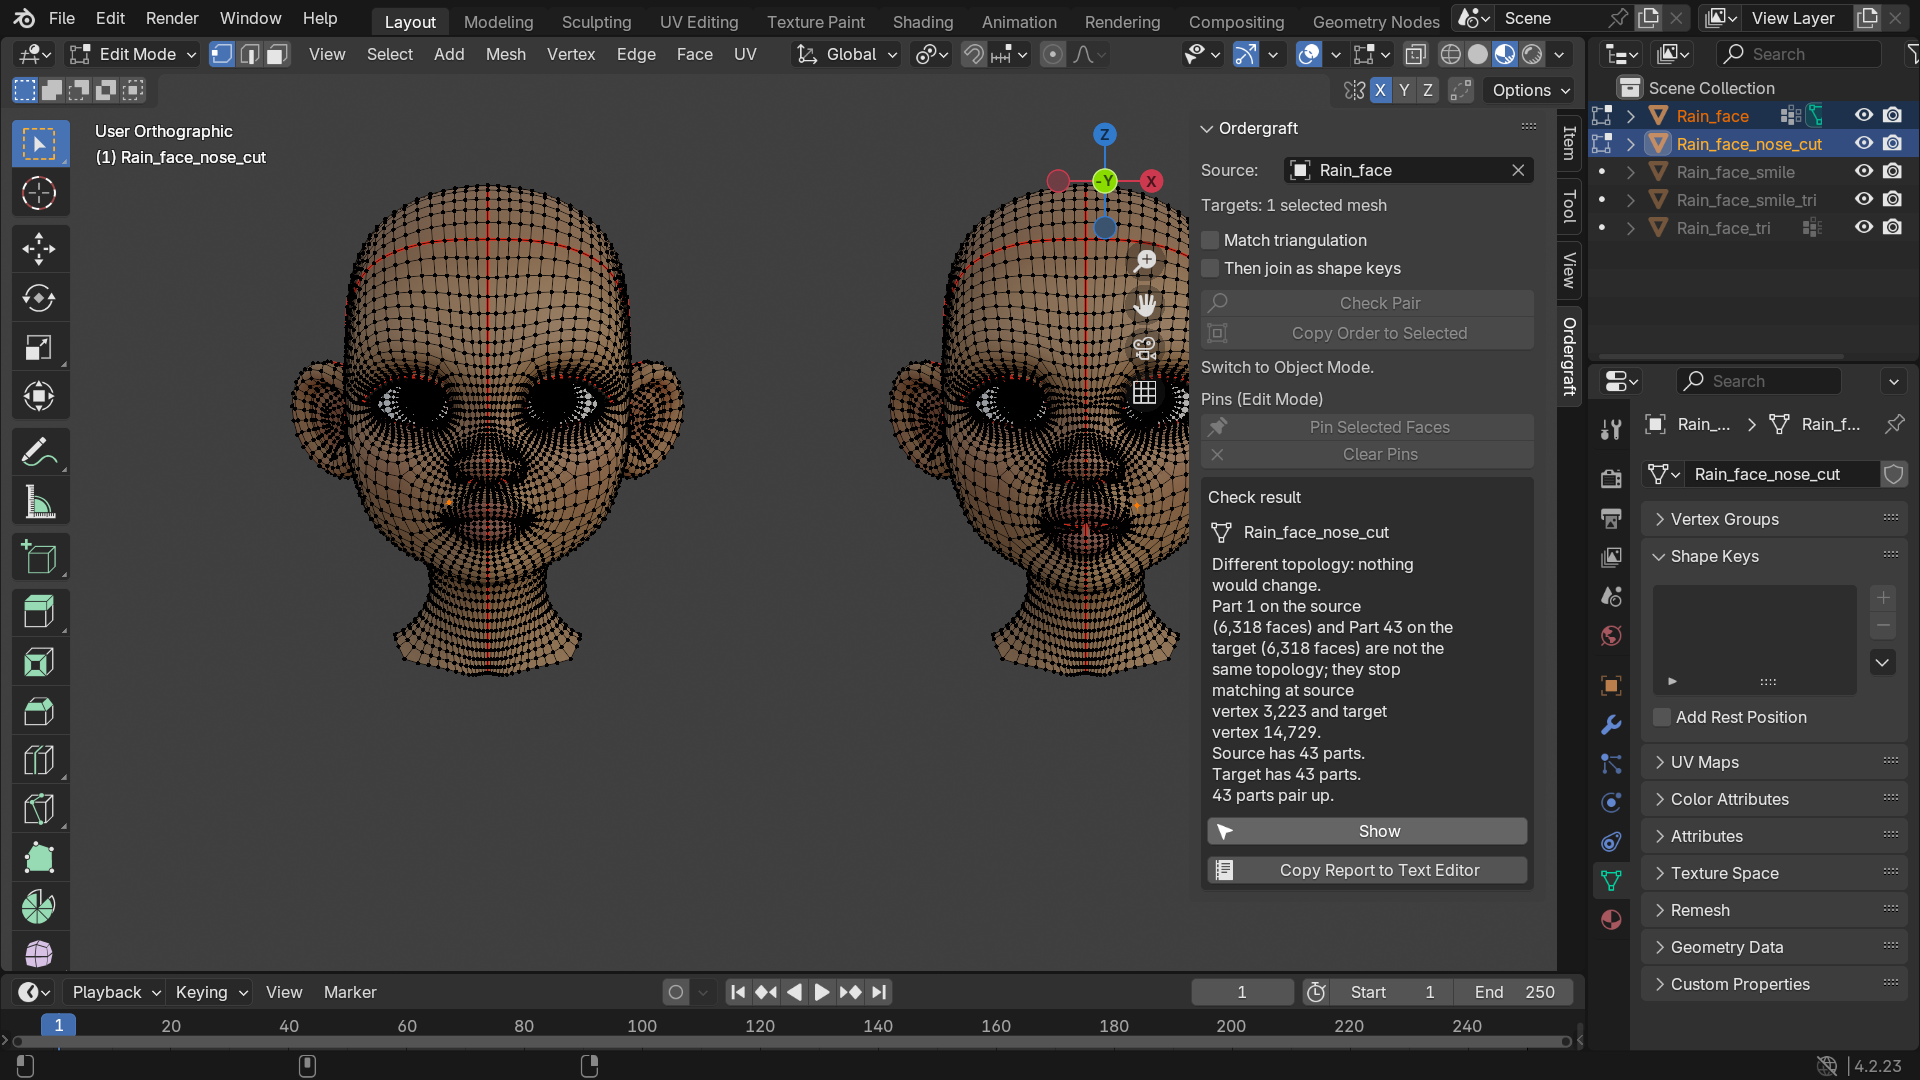 File Edit Render Window Help
Layout Modeling Sculpting UV Editing Texture Paint Shading Animation Rendering Compositing Geometry Nodes
Scene
View Layer
Edit Mode View Select Add Mesh Vertex Edge Face UV Global
Search
X Y Z Options
Scene Collection
Rain_face
Rain_face_nose_cut
Rain_face_smile
Rain_face_smile_tri
Rain_face_tri
User Orthographic
(1) Rain_face_nose_cut
Z
-Y
X
Ordergraft
Source: Rain_face
Targets: 1 selected mesh
Match triangulation
Then join as shape keys
Check Pair
Copy Order to Selected
Switch to Object Mode.
Pins (Edit Mode)
Pin Selected Faces
Clear Pins
Check result
Rain_face_nose_cut
Different topology: nothing
would change.
Part 1 on the source
(6,318 faces) and Part 43 on the
target (6,318 faces) are not the
same topology; they stop
matching at source
vertex 3,223 and target
vertex 14,729.
Source has 43 parts.
Target has 43 parts.
43 parts pair up.
Show
Copy Report to Text Editor
Item
Tool
View
Ordergraft
Search
Rain_... Rain_f...
Rain_face_nose_cut
Vertex Groups
Shape Keys
Add Rest Position
UV Maps
Color Attributes
Attributes
Texture Space
Remesh
Geometry Data
Custom Properties
Playback Keying View Marker
1 Start 1 End 250
1 20 40 60 80 100 120 140 160 180 200 220 240
4.2.23